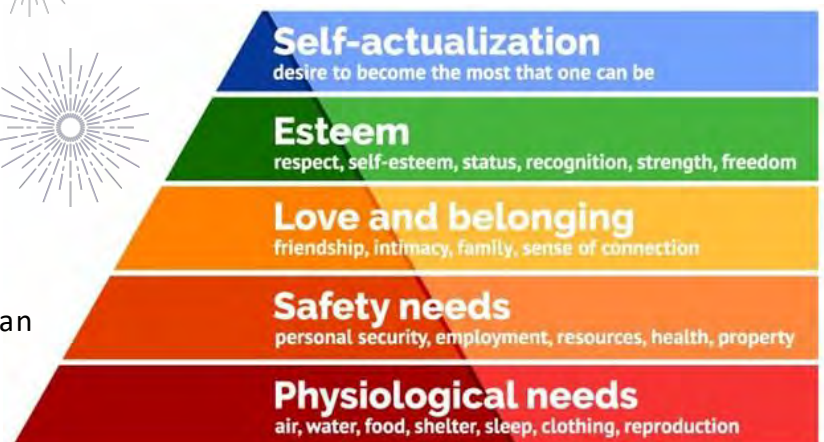 Self-actualization
desire to become the most that one can be
Esteem
respect, self-esteem, status, recognition, strength, freedom
Love and belonging
friendship, intimacy, family, sense of connection
an
Safety needs
personal security, employment, resources, health, property
Physiological needs
air, water, food, shelter, sleep, clothing, reproduction